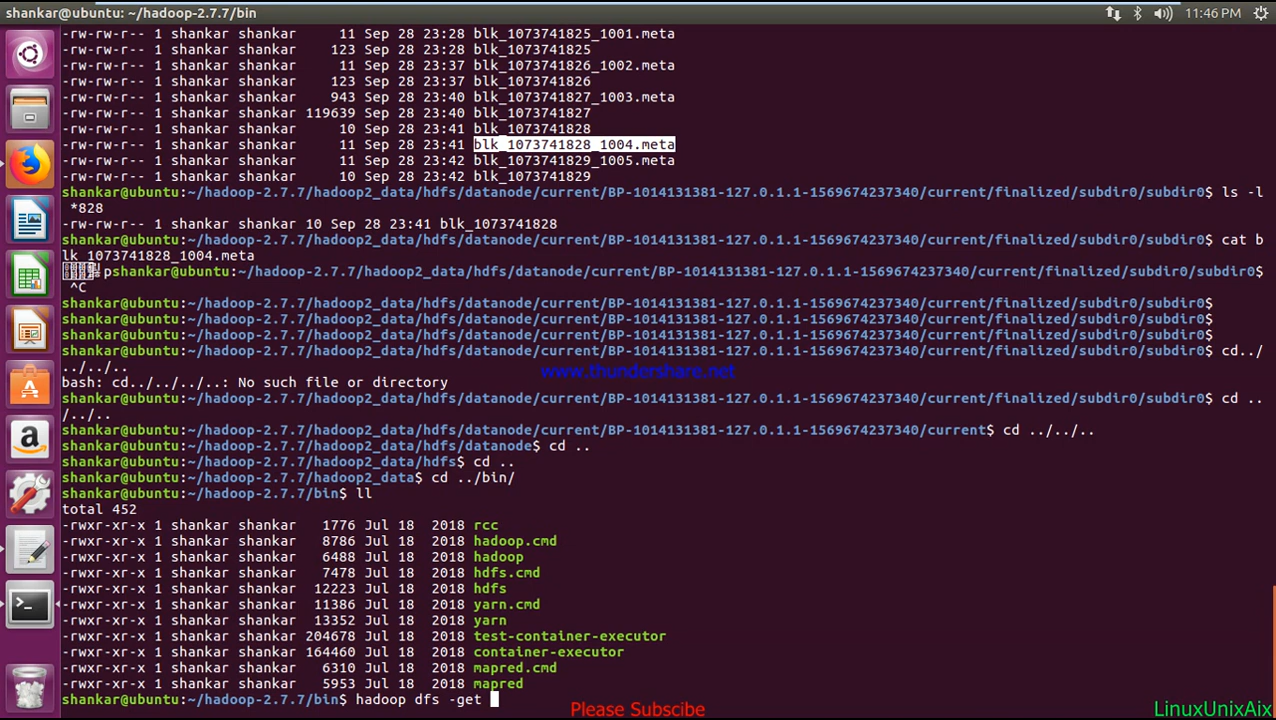 shankar@ubuntu: ~/hadoop-2.7.7/bin
11:46 PM
-rw-rw-r-- 1 shankar shankar     11 Sep 28 23:28 blk_1073741825_1001.meta
-rw-rw-r-- 1 shankar shankar    123 Sep 28 23:28 blk_1073741825
-rw-rw-r-- 1 shankar shankar     11 Sep 28 23:37 blk_1073741826_1002.meta
-rw-rw-r-- 1 shankar shankar    123 Sep 28 23:37 blk_1073741826
-rw-rw-r-- 1 shankar shankar    943 Sep 28 23:40 blk_1073741827_1003.meta
-rw-rw-r-- 1 shankar shankar 119639 Sep 28 23:40 blk_1073741827
-rw-rw-r-- 1 shankar shankar     10 Sep 28 23:41 blk_1073741828
-rw-rw-r-- 1 shankar shankar     11 Sep 28 23:41 blk_1073741828_1004.meta
-rw-rw-r-- 1 shankar shankar     11 Sep 28 23:42 blk_1073741829_1005.meta
-rw-rw-r-- 1 shankar shankar     10 Sep 28 23:42 blk_1073741829
shankar@ubuntu:~/hadoop-2.7.7/hadoop2_data/hdfs/datanode/current/BP-1014131381-127.0.1.1-1569674237340/current/finalized/subdir0/subdir0$ ls -l
*828
-rw-rw-r-- 1 shankar shankar 10 Sep 28 23:41 blk_1073741828
shankar@ubuntu:~/hadoop-2.7.7/hadoop2_data/hdfs/datanode/current/BP-1014131381-127.0.1.1-1569674237340/current/finalized/subdir0/subdir0$ cat b
lk_1073741828_1004.meta
pshankar@ubuntu:~/hadoop-2.7.7/hadoop2_data/hdfs/datanode/current/BP-1014131381-127.0.1.1-1569674237340/current/finalized/subdir0/subdir0$
^C
shankar@ubuntu:~/hadoop-2.7.7/hadoop2_data/hdfs/datanode/current/BP-1014131381-127.0.1.1-1569674237340/current/finalized/subdir0/subdir0$
shankar@ubuntu:~/hadoop-2.7.7/hadoop2_data/hdfs/datanode/current/BP-1014131381-127.0.1.1-1569674237340/current/finalized/subdir0/subdir0$
shankar@ubuntu:~/hadoop-2.7.7/hadoop2_data/hdfs/datanode/current/BP-1014131381-127.0.1.1-1569674237340/current/finalized/subdir0/subdir0$
shankar@ubuntu:~/hadoop-2.7.7/hadoop2_data/hdfs/datanode/current/BP-1014131381-127.0.1.1-1569674237340/current/finalized/subdir0/subdir0$ cd../
../../..
www.thundershare.net
bash: cd../../../..: No such file or directory
shankar@ubuntu:~/hadoop-2.7.7/hadoop2_data/hdfs/datanode/current/BP-1014131381-127.0.1.1-1569674237340/current/finalized/subdir0/subdir0$ cd ..
/../..
shankar@ubuntu:~/hadoop-2.7.7/hadoop2_data/hdfs/datanode/current/BP-1014131381-127.0.1.1-1569674237340/current$ cd ../../..
shankar@ubuntu:~/hadoop-2.7.7/hadoop2_data/hdfs/datanode$ cd ..
shankar@ubuntu:~/hadoop-2.7.7/hadoop2_data/hdfs$ cd ..
shankar@ubuntu:~/hadoop-2.7.7/hadoop2_data$ cd ../bin/
shankar@ubuntu:~/hadoop-2.7.7/bin$ ll
total 452
-rwxr-xr-x 1 shankar shankar   1776 Jul 18  2018 rcc
-rwxr-xr-x 1 shankar shankar   8786 Jul 18  2018 hadoop.cmd
-rwxr-xr-x 1 shankar shankar   6488 Jul 18  2018 hadoop
-rwxr-xr-x 1 shankar shankar   7478 Jul 18  2018 hdfs.cmd
-rwxr-xr-x 1 shankar shankar  12223 Jul 18  2018 hdfs
-rwxr-xr-x 1 shankar shankar  11386 Jul 18  2018 yarn.cmd
-rwxr-xr-x 1 shankar shankar  13352 Jul 18  2018 yarn
-rwxr-xr-x 1 shankar shankar 204678 Jul 18  2018 test-container-executor
-rwxr-xr-x 1 shankar shankar 164460 Jul 18  2018 container-executor
-rwxr-xr-x 1 shankar shankar   6310 Jul 18  2018 mapred.cmd
-rwxr-xr-x 1 shankar shankar   5953 Jul 18  2018 mapred
shankar@ubuntu:~/hadoop-2.7.7/bin$ hadoop dfs -get
Please Subscibe
LinuxUnixAix